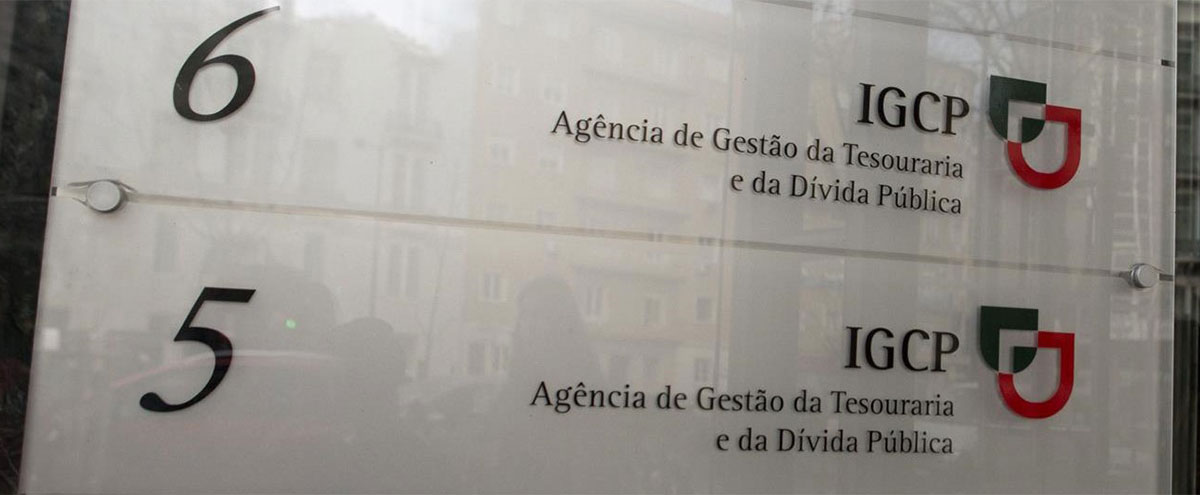 6
IGCP
Agência de Gestão da Tesouraria
e da Dívida Pública
5
IGCP
Agência de Gestão da Tesouraria
e da Dívida Pública